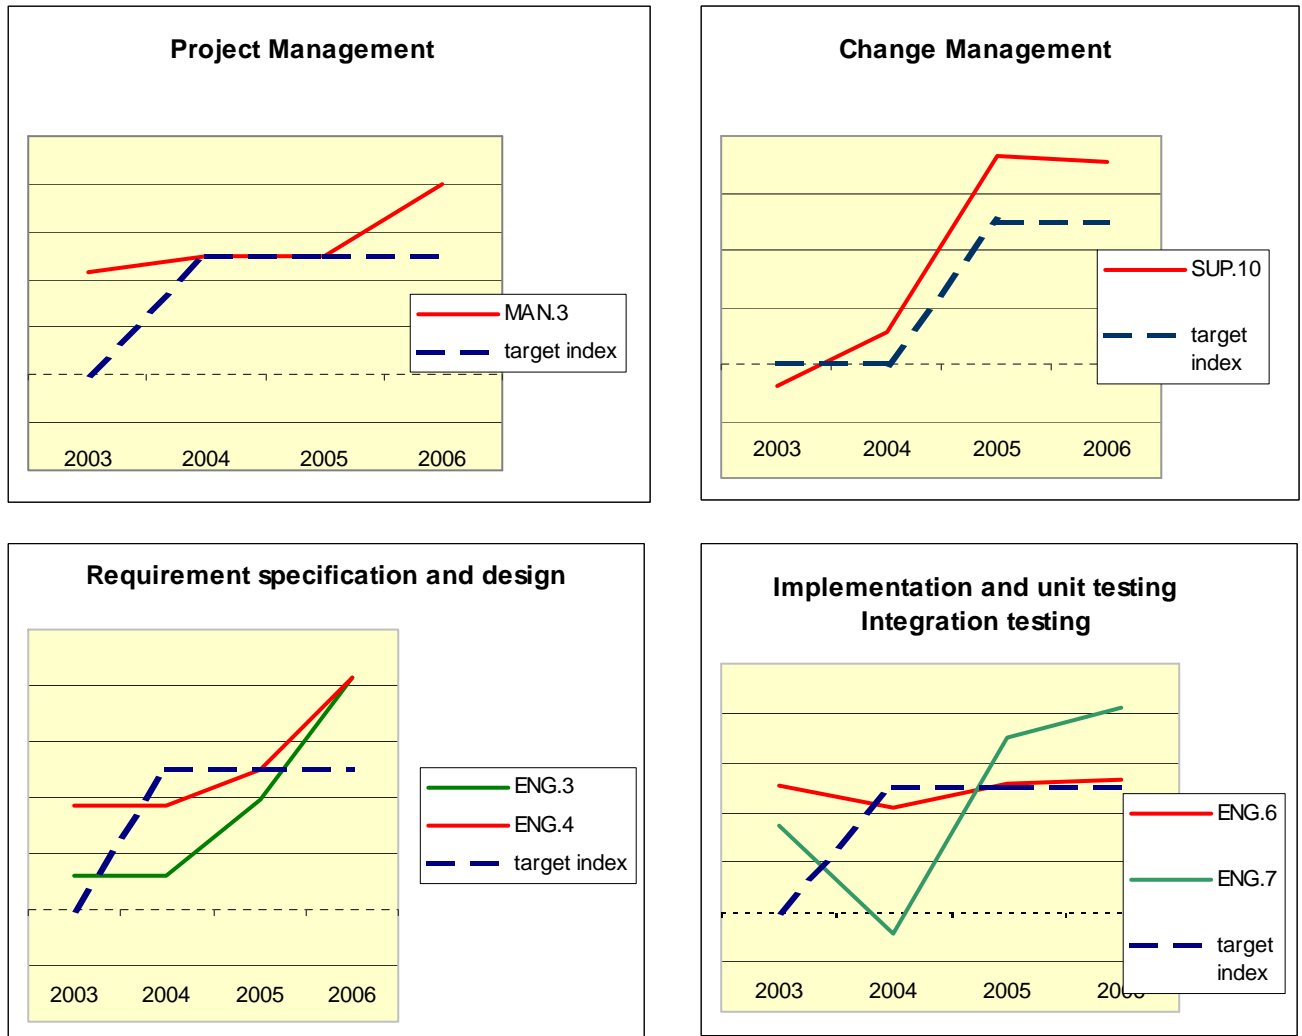 Project Management
MAN.3
target index
2003 2004 2005 2006
Change Management
SUP.10
target
index
2003 2004 2005 2006
Requirement specification and design
ENG.3
ENG.4
target index
2003 2004 2005 2006
Implementation and unit testing
Integration testing
ENG.6
ENG.7
target
index
2003 2004 2005